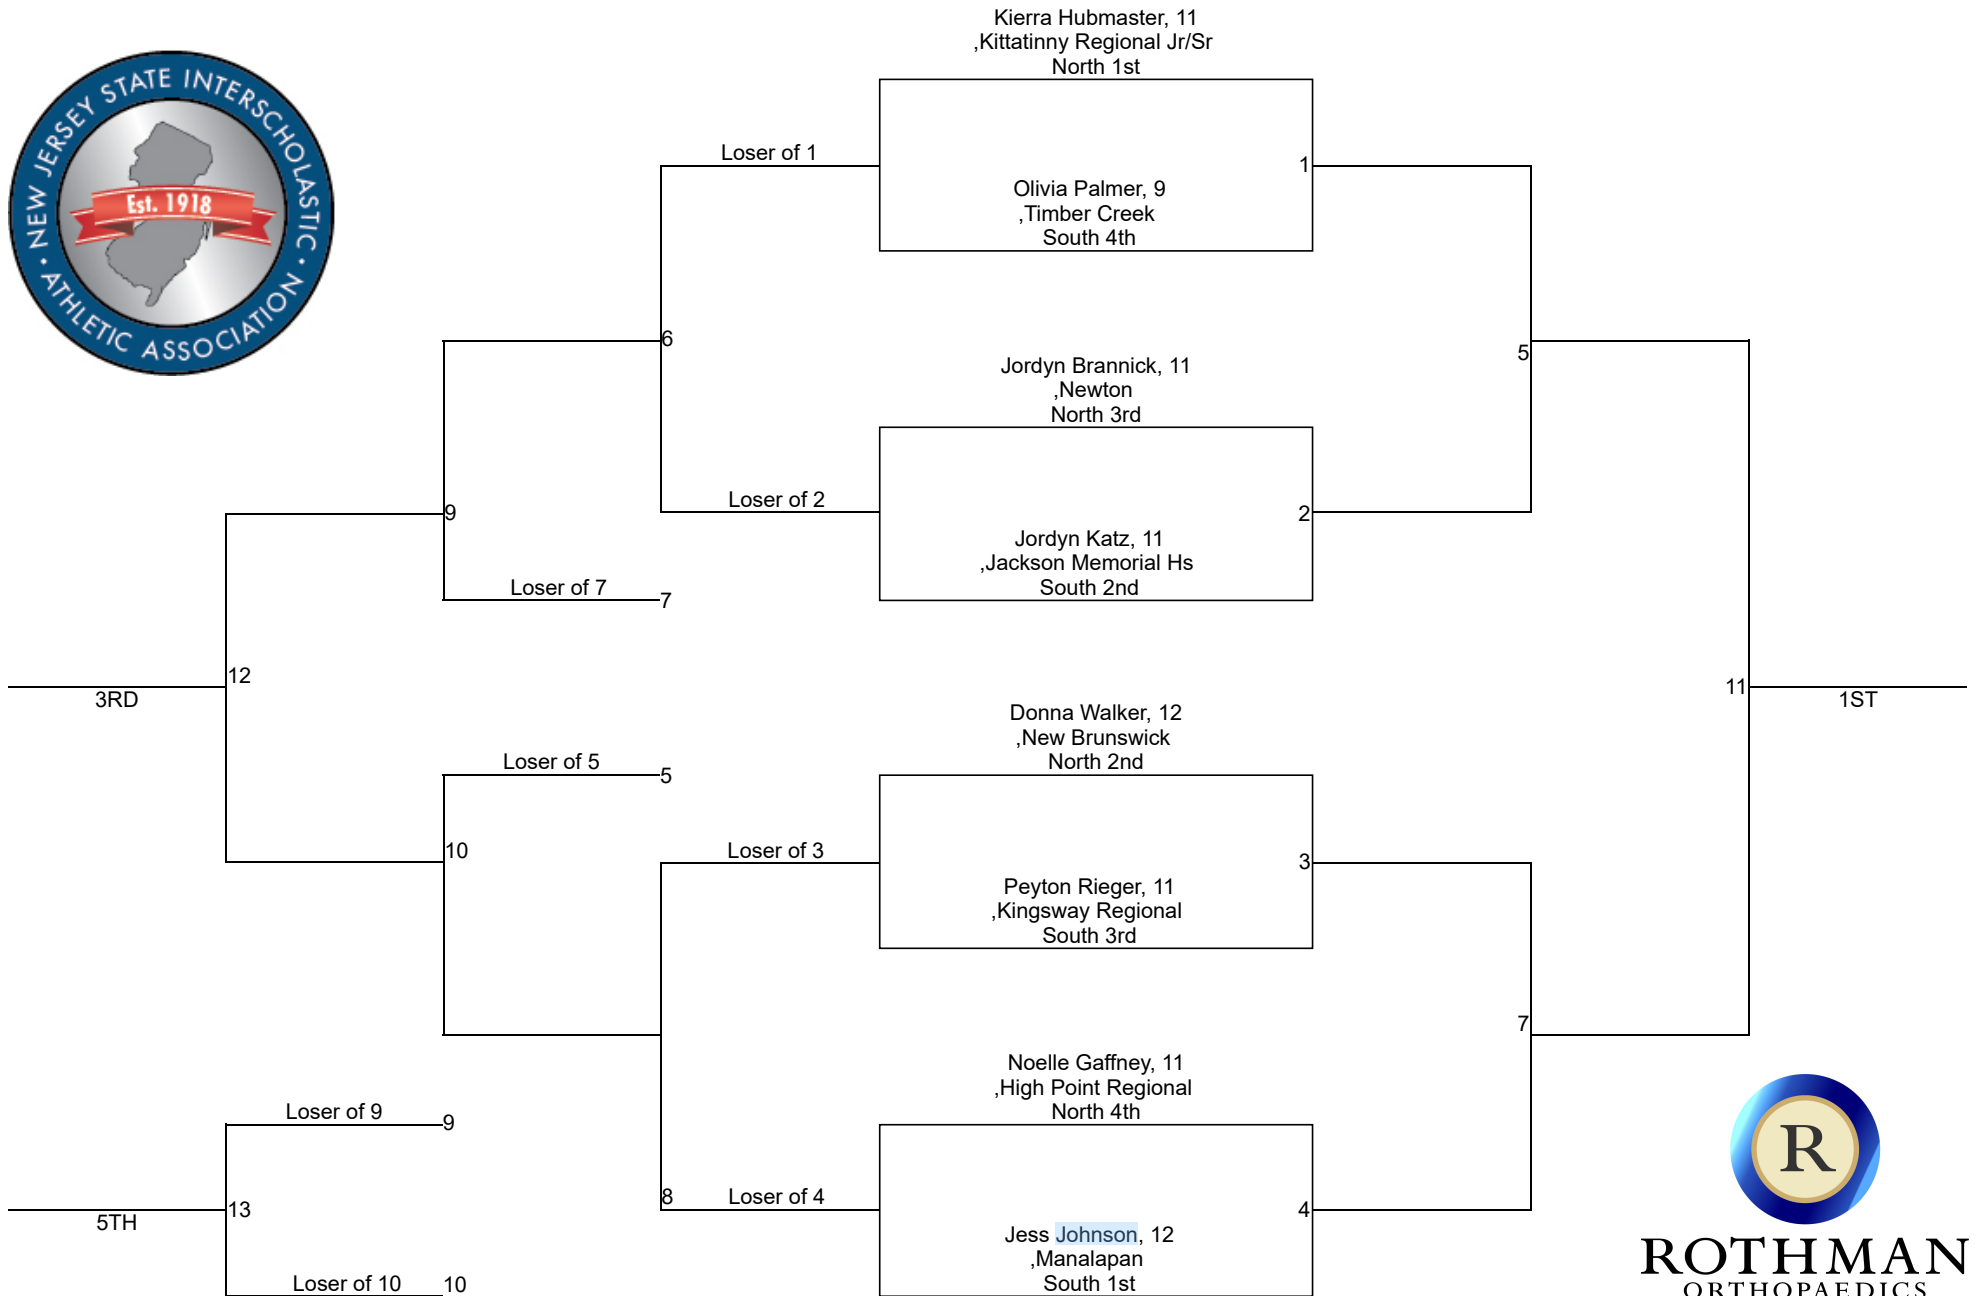 Kierra Hubmaster, 11
,Kittatinny Regional Jr/Sr
North 1st
NEW JERSEY STATE INTERSCHOLASTIC
• ATHLETIC ASSOCIATION •
Est. 1918
Loser of 1
1
Olivia Palmer, 9
,Timber Creek
South 4th
6
5
Jordyn Brannick, 11
,Newton
North 3rd
Loser of 2
9
2
Jordyn Katz, 11
,Jackson Memorial Hs
South 2nd
Loser of 7
7
12
3RD
11
1ST
Donna Walker, 12
,New Brunswick
North 2nd
Loser of 5
5
10
Loser of 3
3
Peyton Rieger, 11
,Kingsway Regional
South 3rd
7
Noelle Gaffney, 11
,High Point Regional
North 4th
Loser of 9
9
8
Loser of 4
4
13
5TH
Jess Johnson, 12
,Manalapan
South 1st
Loser of 10
10
R
ROTHMAN
ORTHOPAEDICS